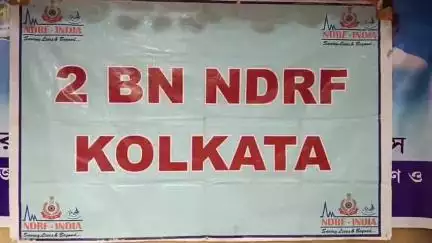 NDRF-INDIA NDRF-INDIA
Saving Lives & Beyond... Saving Lives & Beyond...
2 BN NDRF
KOLKATA
NDRF-INDIA NDRF-INDIA
Saving Lives & Beyond... Saving Lives & Beyond...